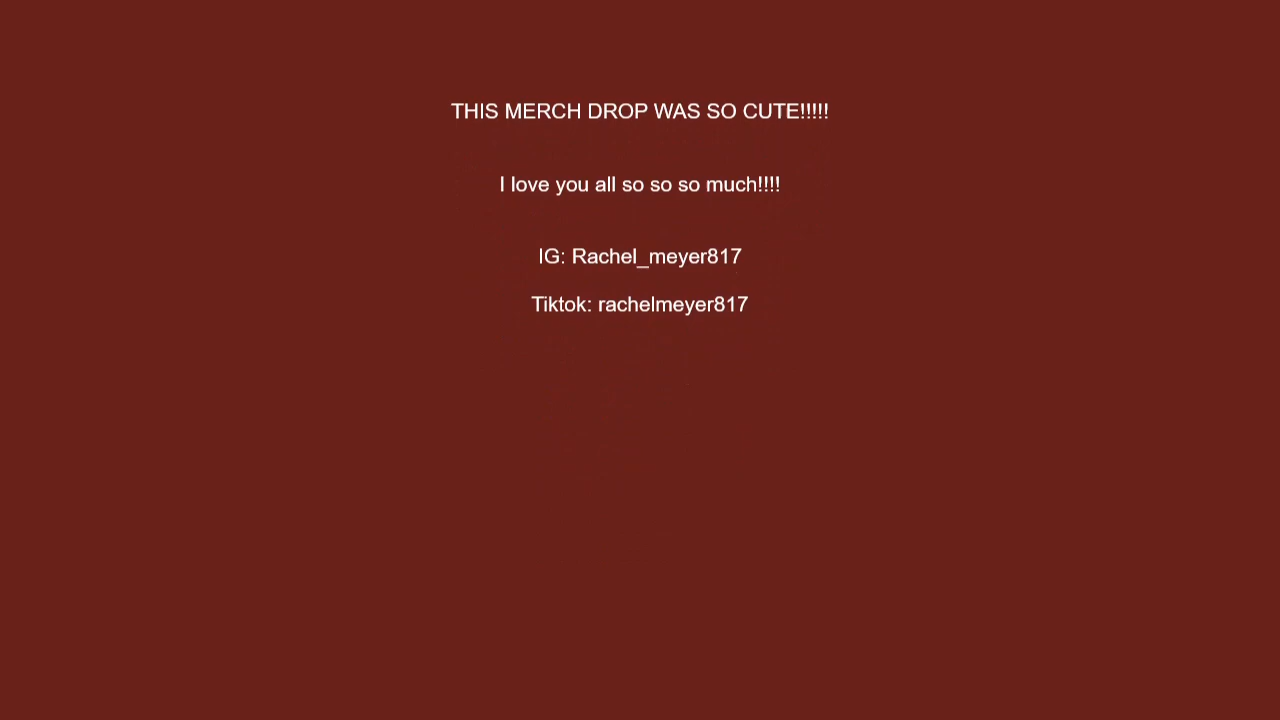 THIS MERCH DROP WAS SO CUTE!!!!!
I love you all so so so much!!!!
IG: Rachel_meyer817
Tiktok: rachelmeyer817